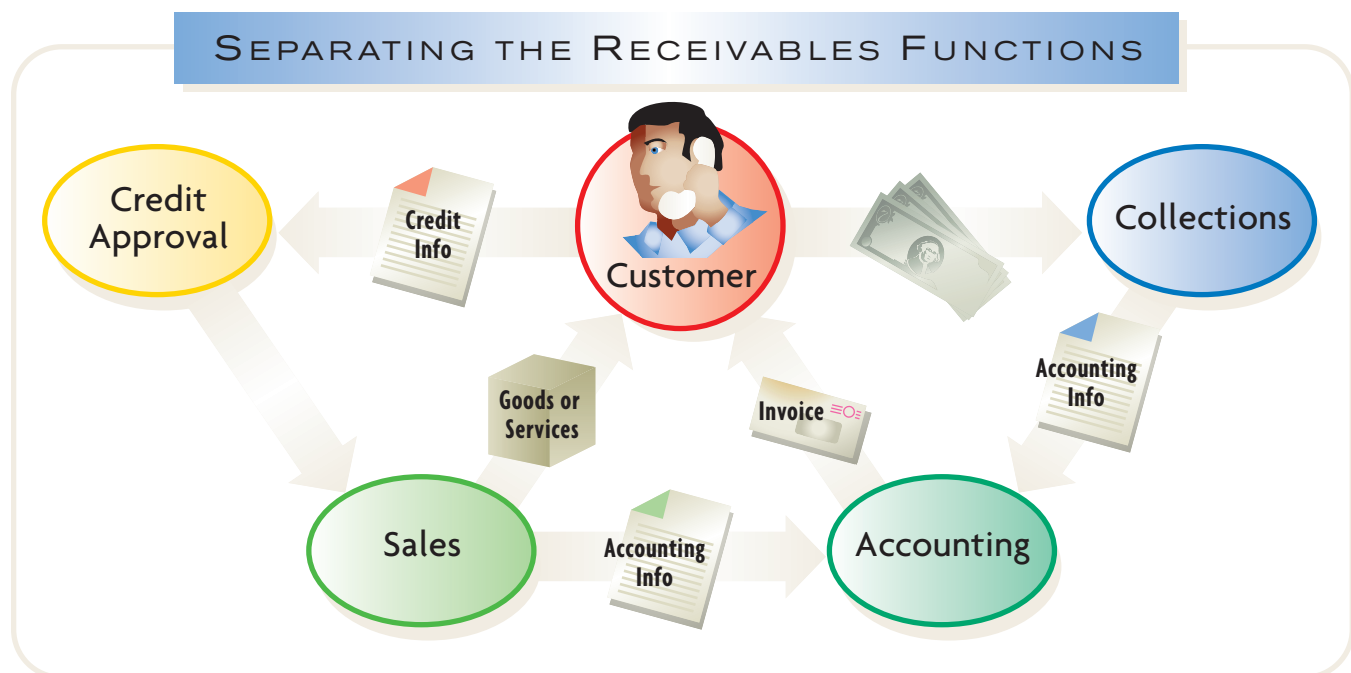 SEPARATING THE RECEIVABLES FUNCTIONS
Credit
Approval
Credit
Info
Customer
Collections
Goods or
Services
Invoice
Accounting
Info
Sales
Accounting
Info
Accounting